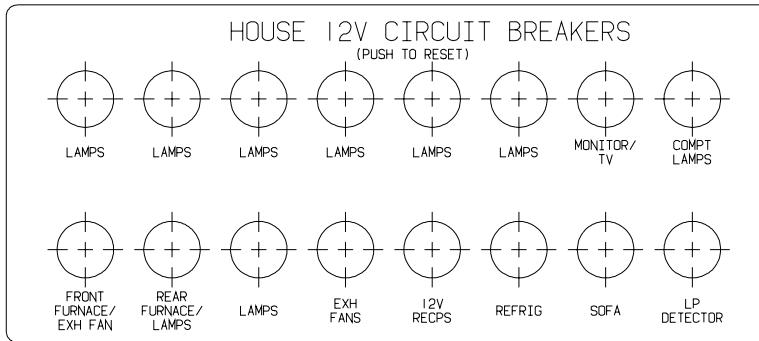 HOUSE 12V CIRCUIT BREAKERS
(PUSH TO RESET)
LAMPS
LAMPS
LAMPS
LAMPS
LAMPS
LAMPS
MONITOR/
TV
COMPT
LAMPS
FRONT
FURNACE/
EXH FAN
REAR
FURNACE/
LAMPS
LAMPS
EXH
FANS
12V
RECPS
REFRIG
SOFA
LP
DETECTOR